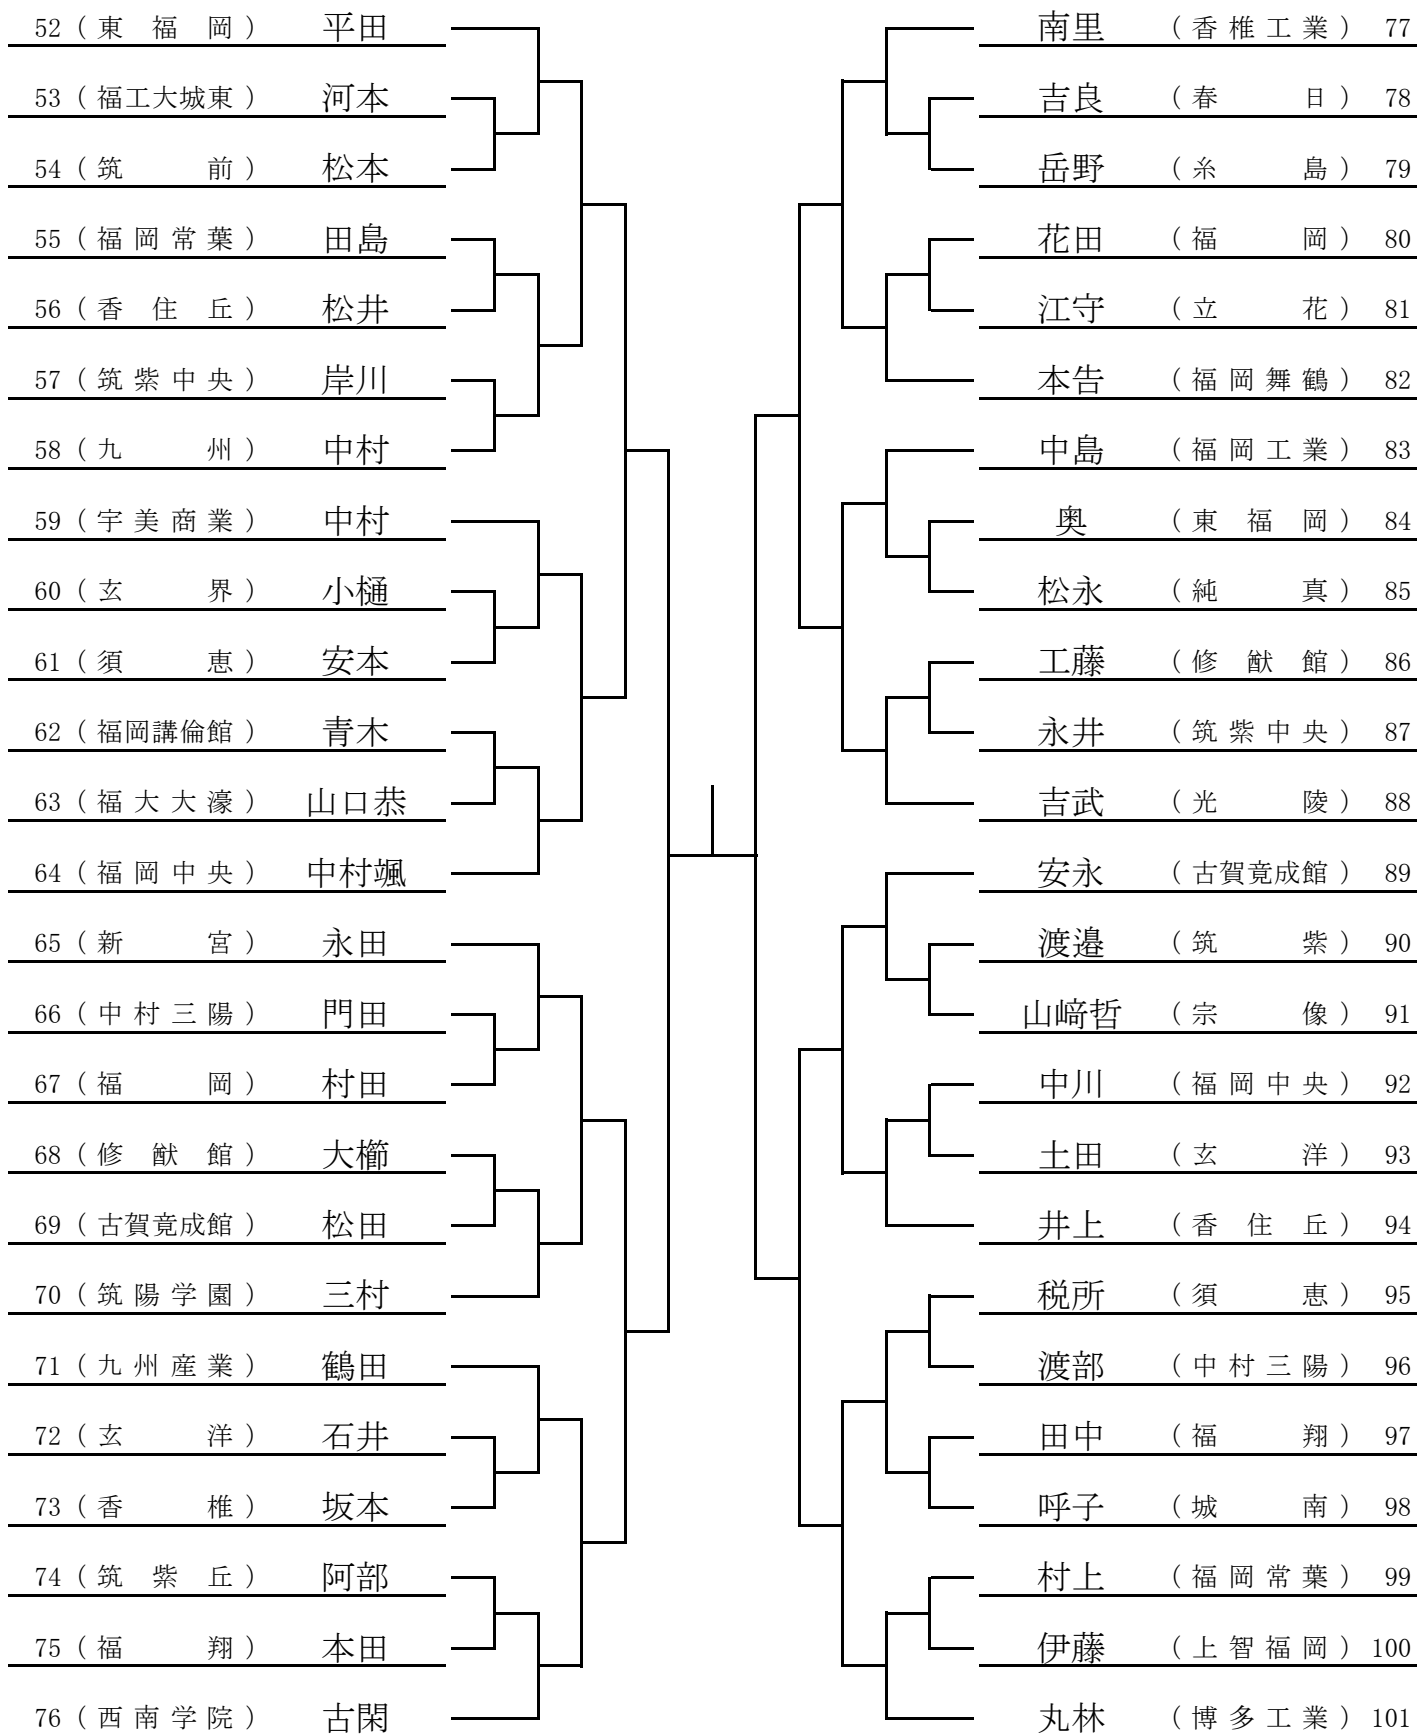 52（東福岡） 平田
53（福工大城東） 河本
54（筑前） 松本
55（福岡常葉） 田島
56（香住丘） 松井
57（筑紫中央） 岸川
58（九州） 中村
59（宇美商業） 中村
60（玄界） 小樋
61（須恵） 安本
62（福岡講倫館） 青木
63（福大大濠） 山口恭
64（福岡中央） 中村颯
65（新宮） 永田
66（中村三陽） 門田
67（福岡） 村田
68（修猷館） 大櫛
69（古賀竟成館） 松田
70（筑陽学園） 三村
71（九州産業） 鶴田
72（玄洋） 石井
73（香椎） 坂本
74（筑紫丘） 阿部
75（福翔） 本田
76（西南学院） 古閑
南里 （香椎工業） 77
吉良 （春日） 78
岳野 （糸島） 79
花田 （福岡） 80
江守 （立花） 81
本告 （福岡舞鶴） 82
中島 （福岡工業） 83
奥 （東福岡） 84
松永 （純真） 85
工藤 （修猷館） 86
永井 （筑紫中央） 87
吉武 （光陵） 88
安永 （古賀竟成館） 89
渡邉 （筑紫） 90
山﨑哲 （宗像） 91
中川 （福岡中央） 92
土田 （玄洋） 93
井上 （香住丘） 94
税所 （須恵） 95
渡部 （中村三陽） 96
田中 （福翔） 97
呼子 （城南） 98
村上 （福岡常葉） 99
伊藤 （上智福岡） 100
丸林 （博多工業） 101